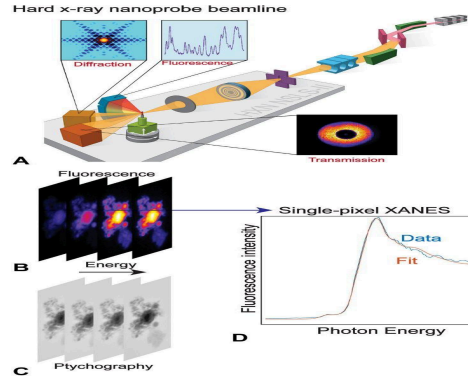 Hard x-ray nanoprobe beamline
Diffraction
Fluorescence
Transmission
A
Fluorescence
B
Energy
C
Ptychography
Single-pixel XANES
Fluorescence intensity
Data
Fit
D
Photon Energy